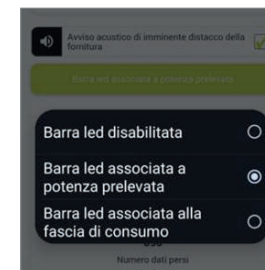 Avviso acustico di imminente distacco della
fornitura
Barra led associata a potenza prelevata
Barra led disabilitata
Barra led associata a
potenza prelevata
Barra led associata alla
fascia di consumo
Numero dati persi